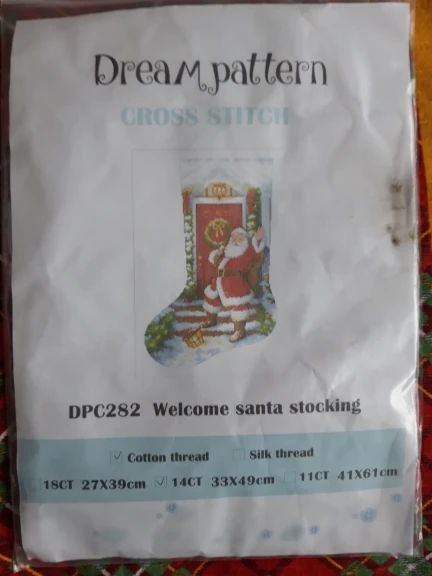 Dream pattern
CROSS STITCH
DPC282 Welcome santa stocking
Cotton thread Silk thread
18CT 27X39cm 14CT 33X49cm 11CT 41X61cm